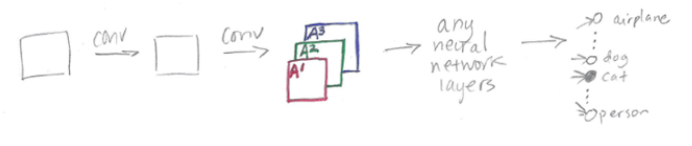 conv
conv
A3
A2
A1
any
neural
network
layers
airplane
dog
cat
person